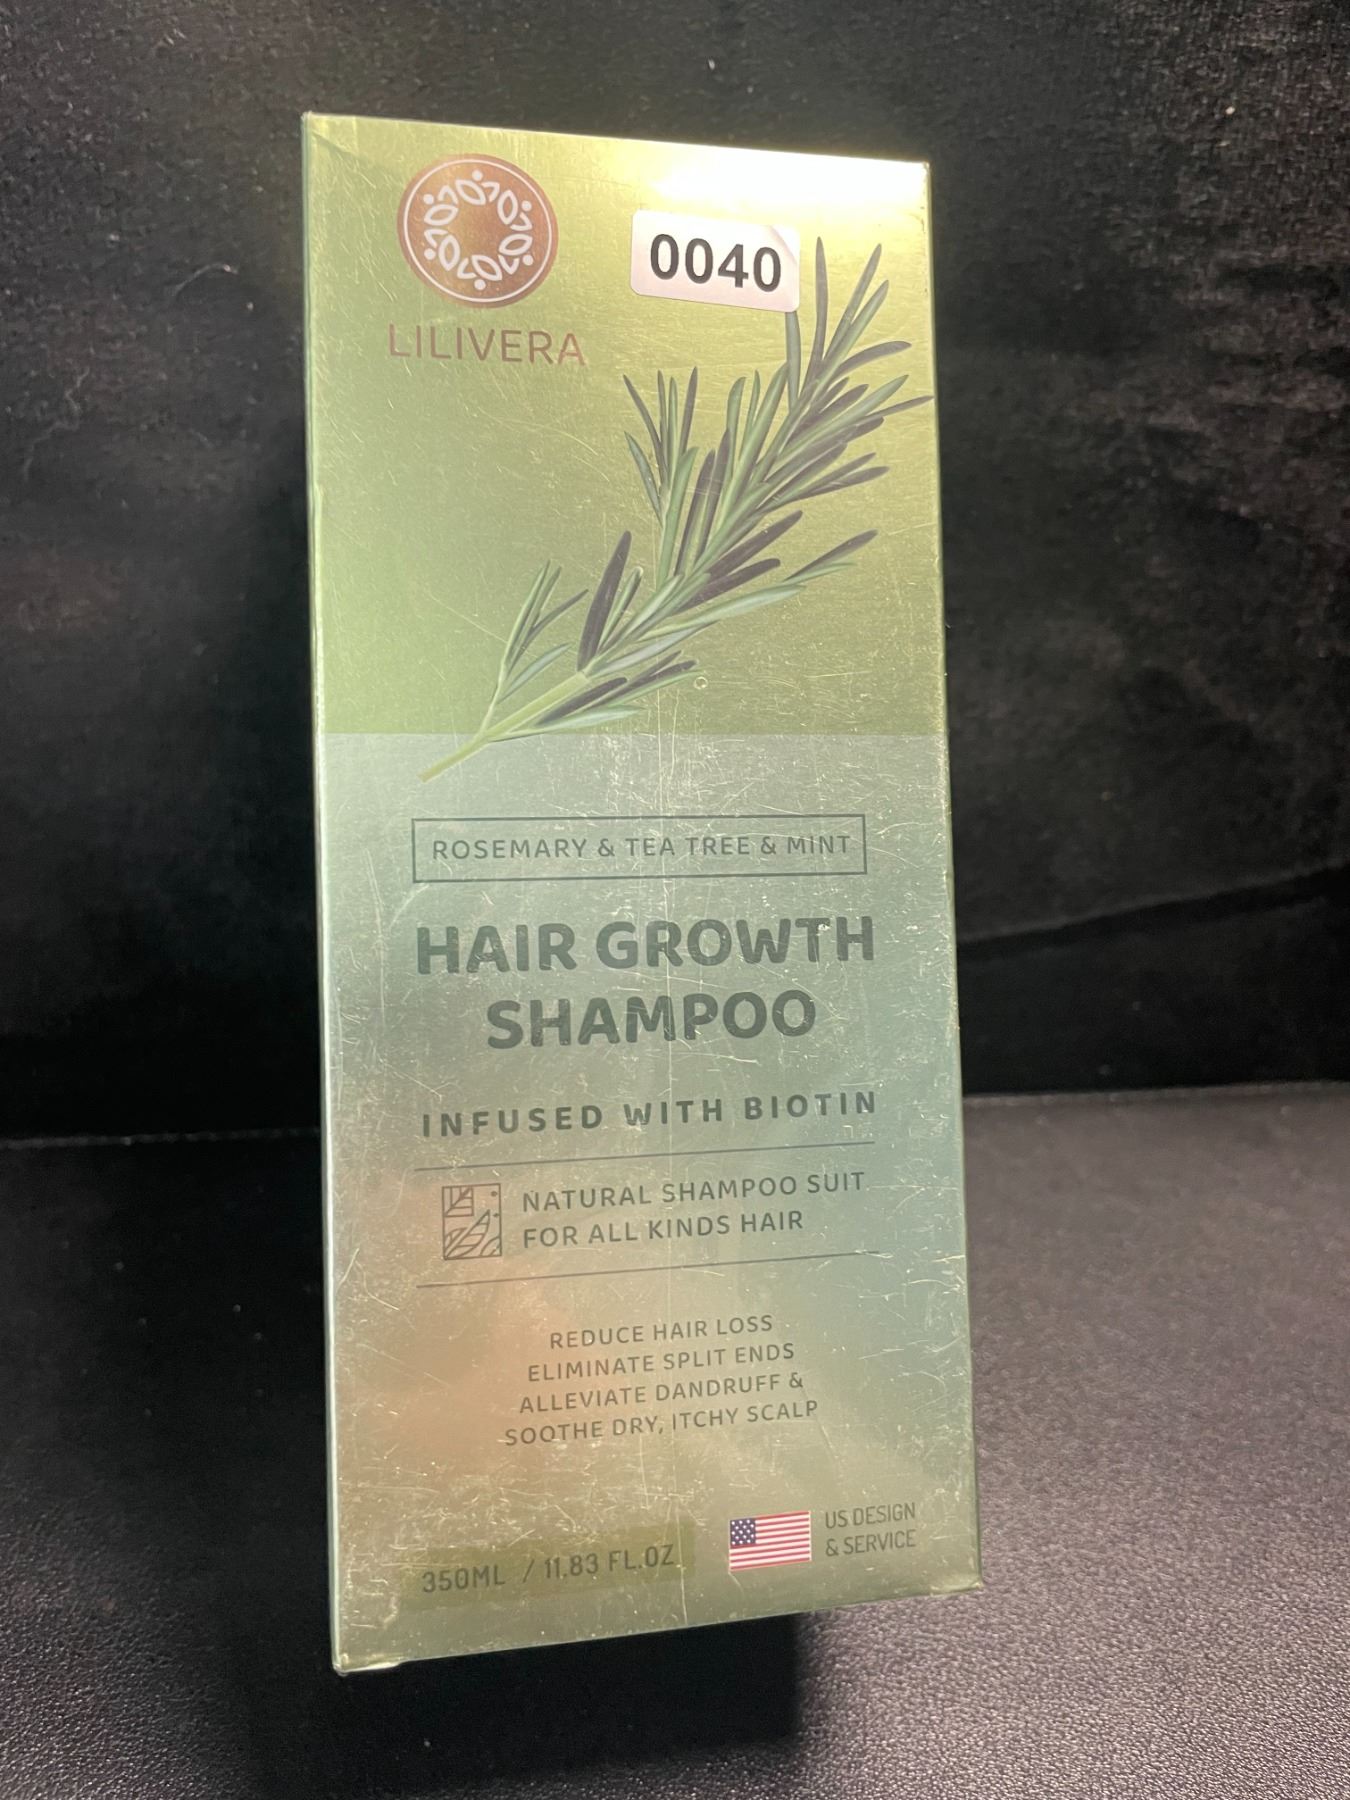 LILIVERA
0040
ROSEMARY & TEA TREE & MINT
HAIR GROWTH
SHAMPOO
INFUSED WITH BIOTIN
NATURAL SHAMPOO SUIT
FOR ALL KINDS HAIR
REDUCE HAIR LOSS
ELIMINATE SPLIT ENDS
ALLEVIATE DANDRUFF &
SOOTHE DRY, ITCHY SCALP
US DESIGN
& SERVICE
350ML / 11.83 FL.OZ